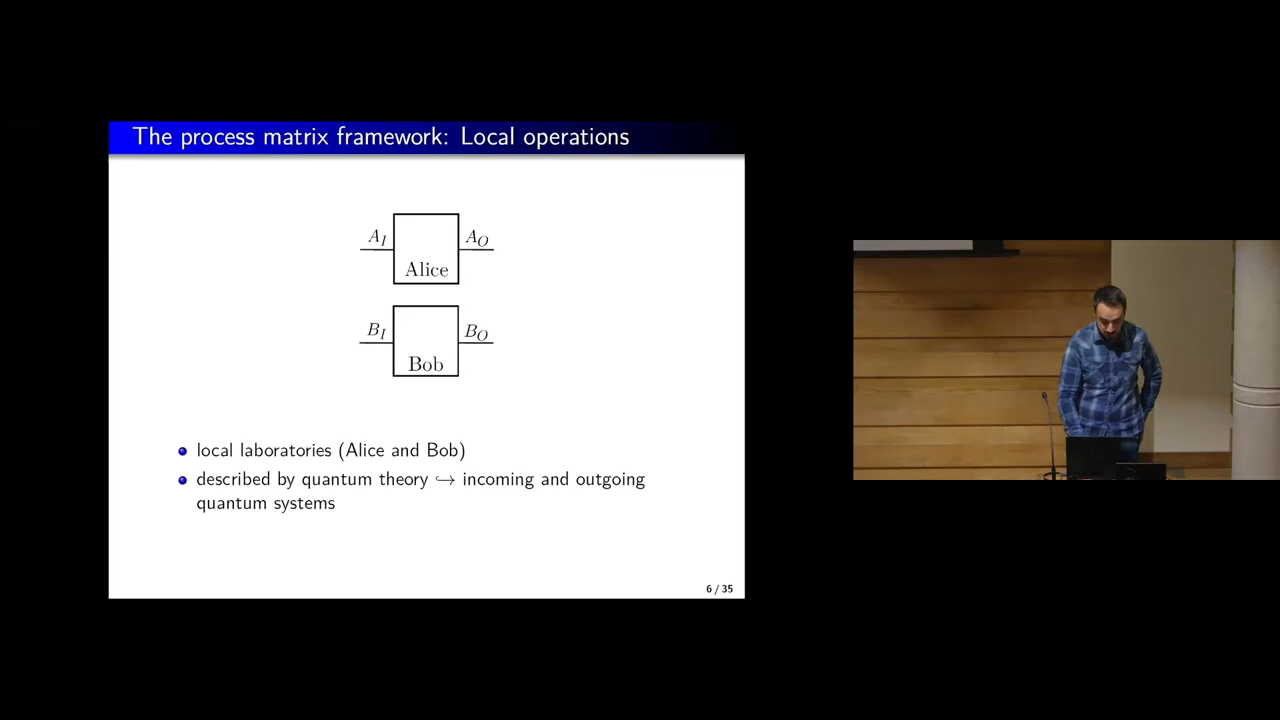 The process matrix framework: Local operations
A_I A_O
Alice
B_I B_O
Bob
local laboratories (Alice and Bob)
described by quantum theory ↪ incoming and outgoing
quantum systems
6 / 35